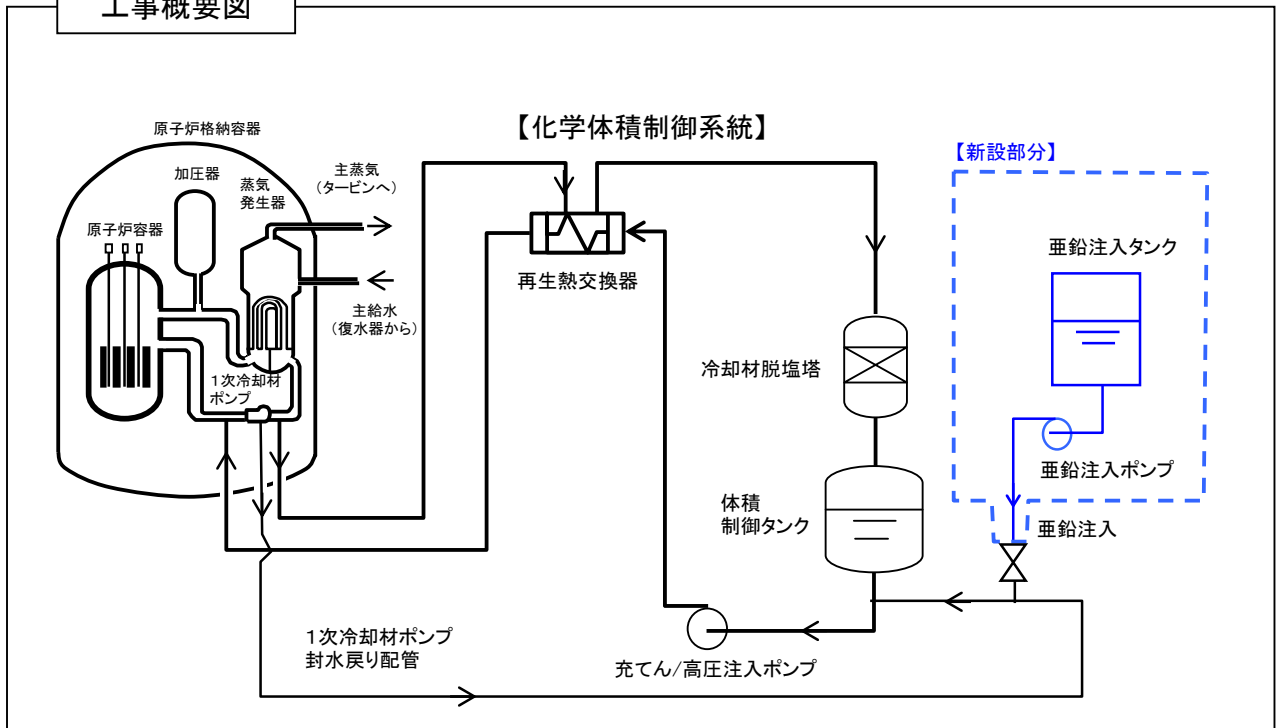 工事概要図
【化学体積制御系統】
原子炉格納容器
加圧器
蒸気
発生器
主蒸気
(タービンへ)
原子炉容器
主給水
(復水器から)
1次冷却材
ポンプ
再生熱交換器
冷却材脱塩塔
体積
制御タンク
【新設部分】
亜鉛注入タンク
亜鉛注入ポンプ
亜鉛注入
1次冷却材ポンプ
封水戻り配管
充てん/高圧注入ポンプ